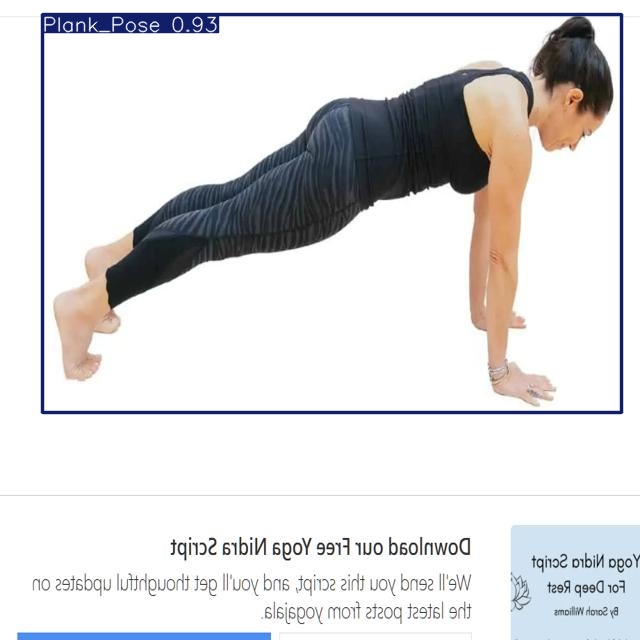 Plank_Pose 0.93
Download our Free Yoga Nidra Script
We'll send you this script, and you'll get thoughtful updates on
the latest posts from yogajala.
Yoga Nidra Script
For Deep Rest
By Sarah Williams